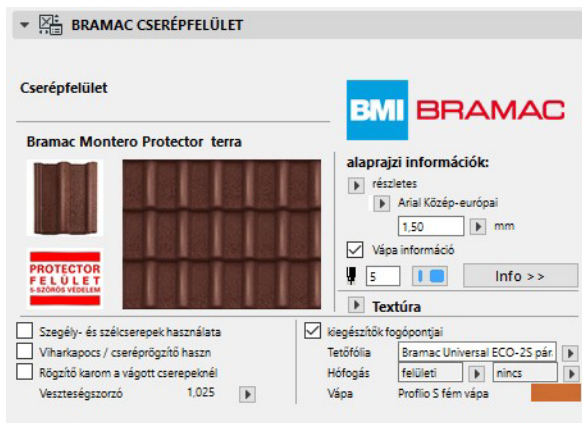 BRAMAC CSERÉPFELÜLET
Cserépfelület
BMI BRAMAC
Bramac Montero Protector terra
PROTECTOR
FELÜLET
5-SZÖRÖS VÉDELEM
alaprajzi információk:
részletes
Arial Közép-európai
1,50 mm
Vápa információ
5 Info >>
Textúra
Szegély- és szélcserepek használata
Viharkapocs / cseréprögzítő haszn
Rögzítő karom a vágott cserepeknél
Veszteségszorzó 1,025
kiegészítők fogópontjai
Tetőfólia Bramac Universal ECO-2S pár.
Hófogás felületi nincs
Vápa Proflio S fém vápa